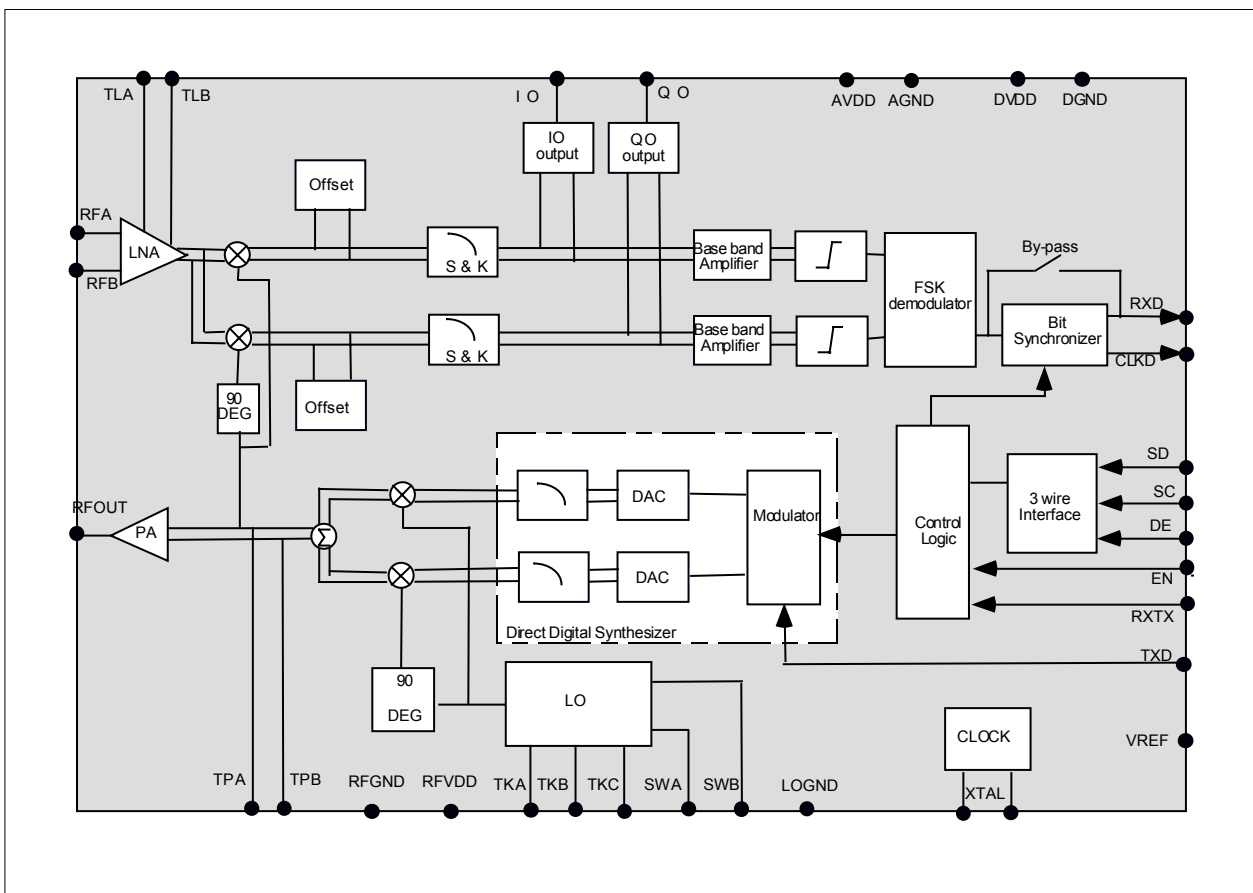 TLA
TLB
I O
Q O
AVDD
AGND
DVDD
DGND
IO
output
QO
output
Offset
RFA
LNA
RFB
S & K
Base band
Amplifier
FSK
demodulator
By-pass
RXD
Bit
Synchronizer
CLKD
S & K
Base band
Amplifier
90
DEG
Offset
RFOUT
PA
Σ
DAC
Modulator
DAC
Direct Digital Synthesizer
Control
Logic
3 wire
Interface
SD
SC
DE
EN
RXTX
TXD
90
DEG
LO
CLOCK
VREF
TPA
TPB
RFGND
RFVDD
TKA
TKB
TKC
SWA
SWB
LOGND
XTAL